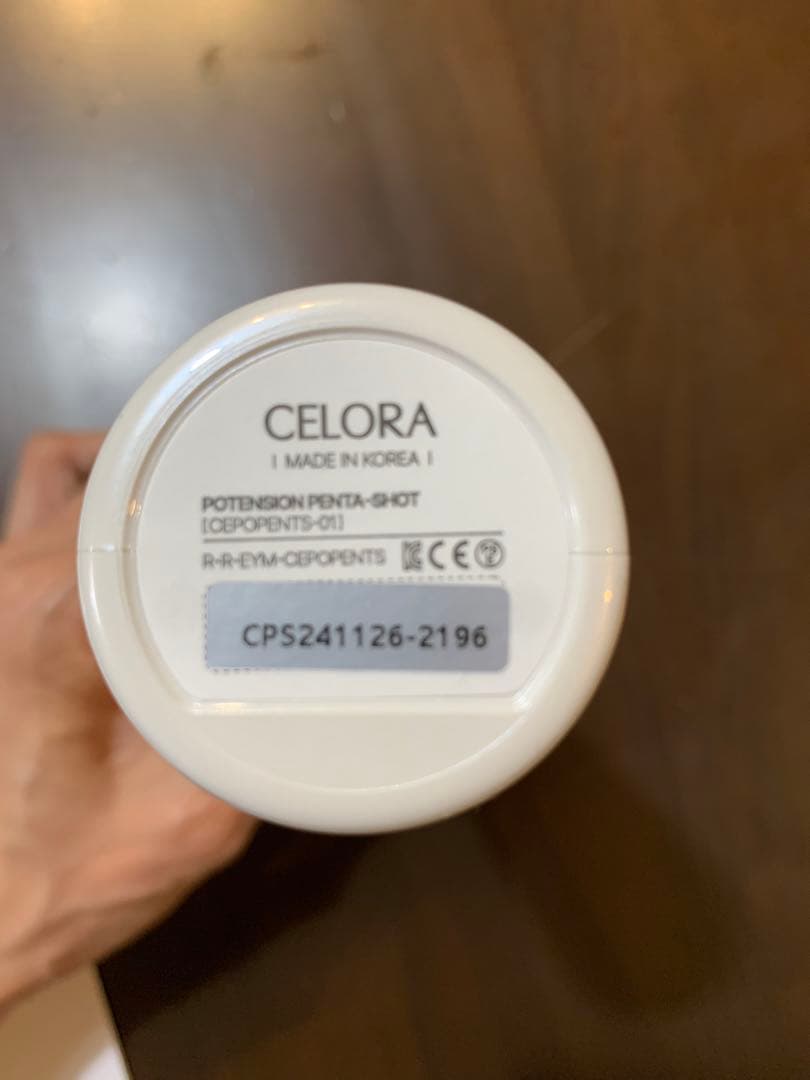 CELORA
| MADE IN KOREA |
POTENSION PENTA-SHOT
[CEPOPENTS-01]
R-R-EYM-CEPOPENTS
CPS241126-2196